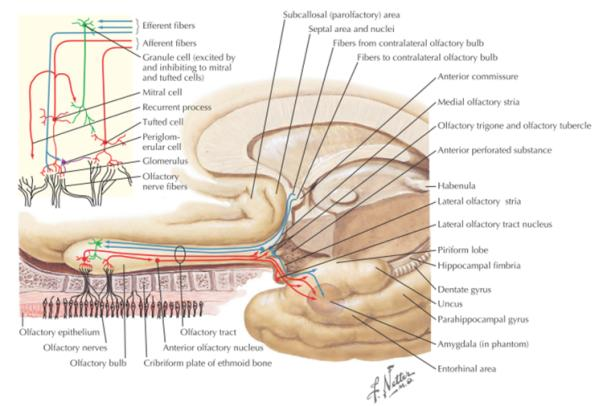 Subcallosal (parolfactory) area
Septal area and nuclei
Fibers from contralateral olfactory bulb
Fibers to contralateral olfactory bulb
Efferent fibers
Afferent fibers
Granule cell (excited by
and inhibiting to mitral
and tufted cells)
Mitral cell
Recurrent process
Tufted cell
Periglom-
erular cell
Glomerulus
Olfactory
nerve fibers
Anterior commissure
Medial olfactory stria
Olfactory trigone and olfactory tubercle
Anterior perforated substance
Habenula
Lateral olfactory stria
Lateral olfactory tract nucleus
Piriform lobe
Hippocampal fimbria
Dentate gyrus
Uncus
Parahippocampal gyrus
Amygdala (in phantom)
Entorhinal area
Olfactory epithelium
Olfactory tract
Olfactory nerves
Anterior olfactory nucleus
Olfactory bulb
Cribriform plate of ethmoid bone
F. Netter
M.D.